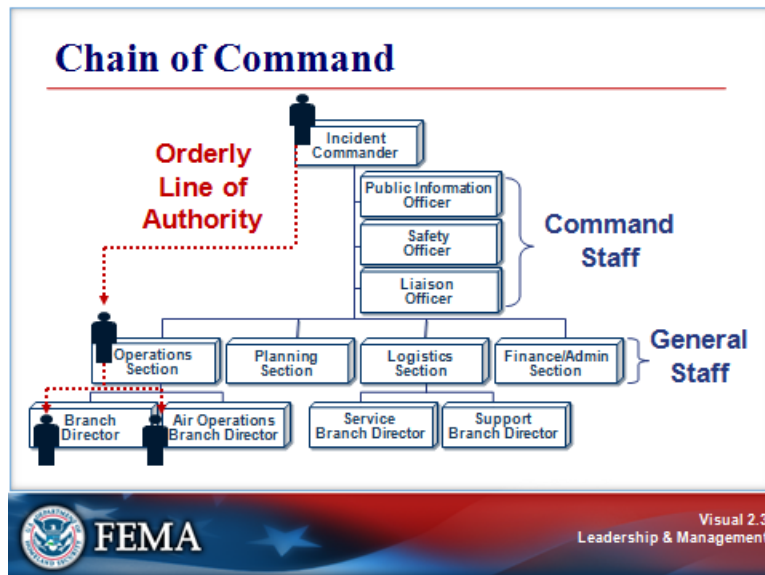 Chain of Command
Incident
Commander
Orderly
Line of
Authority
Public Information
Officer
Safety
Officer
Liaison
Officer
Command
Staff
Operations
Section
Planning
Section
Logistics
Section
Finance/Admin
Section
General
Staff
Branch
Director
Air Operations
Branch Director
Service
Branch Director
Support
Branch Director
FEMA
Visual 2.3
Leadership & Management